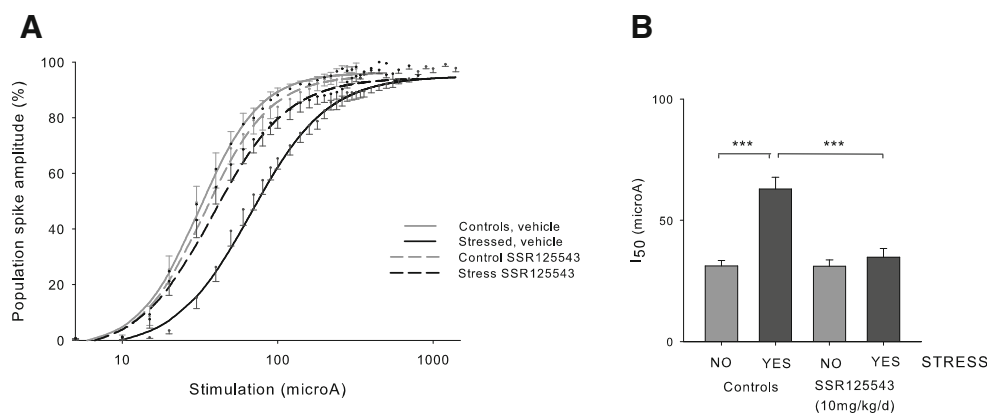 A
Population spike amplitude (%)
100
80
60
40
20
0
10
100
1000
Stimulation (microA)
Controls, vehicle
Stressed, vehicle
Control SSR125543
Stress SSR125543
B
I50 (microA)
100
50
0
***
***
NO YES NO YES STRESS
Controls SSR125543
(10mg/kg/d)